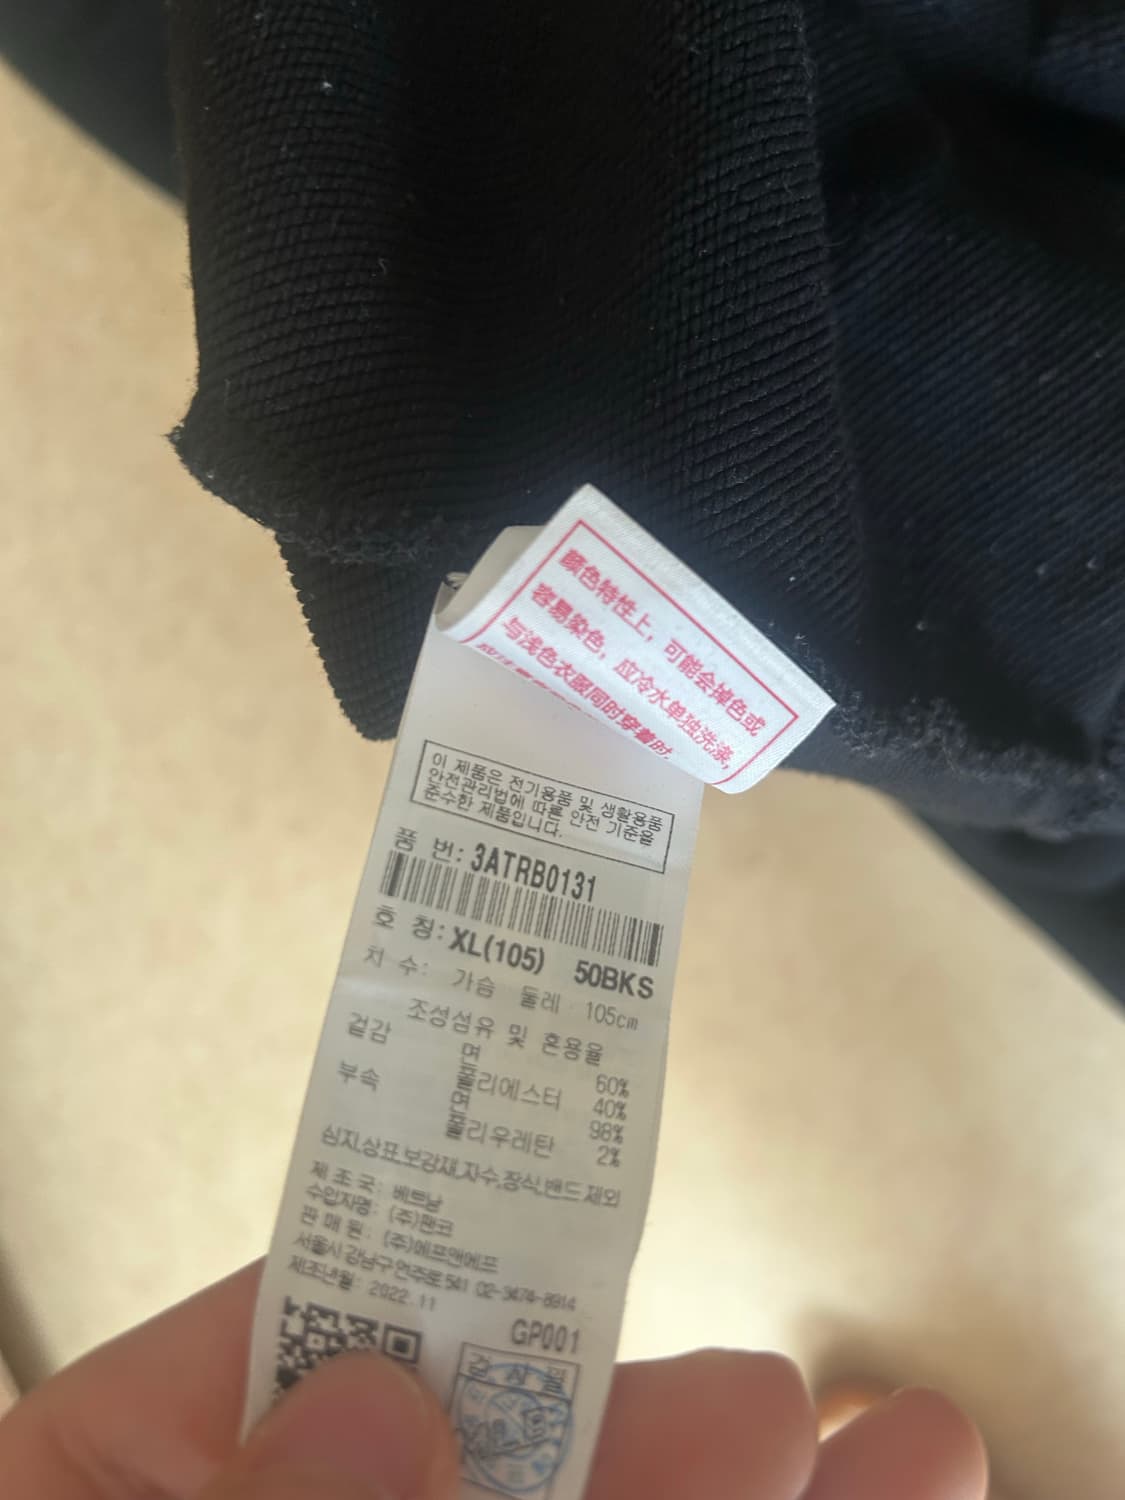 颜色特性上，可能会掉色或
容易染色，应冷水单独洗涤，
与浅色衣服同时穿着时，
이 제품은 전기용품 및 생활용품
안전관리법에 따른 안전 기준을
준수한 제품입니다.
품 번: 3ATRB0131
호 칭: XL(105) 50BKS
치 수: 가슴 둘레 105cm
조성섬유 및 혼용율
겉감 면 60%
폴리에스터 40%
부속 면 98%
폴리우레탄 2%
심지,상표,보강재,자수,장식,밴드 제외
제 조 국: 베트남
수입자명: (주)팬코
판 매 원: (주)에프앤에프
서울시 강남구 언주로 541 02-3474-8914
제조년월: 2022.11
GP001
검 사 필